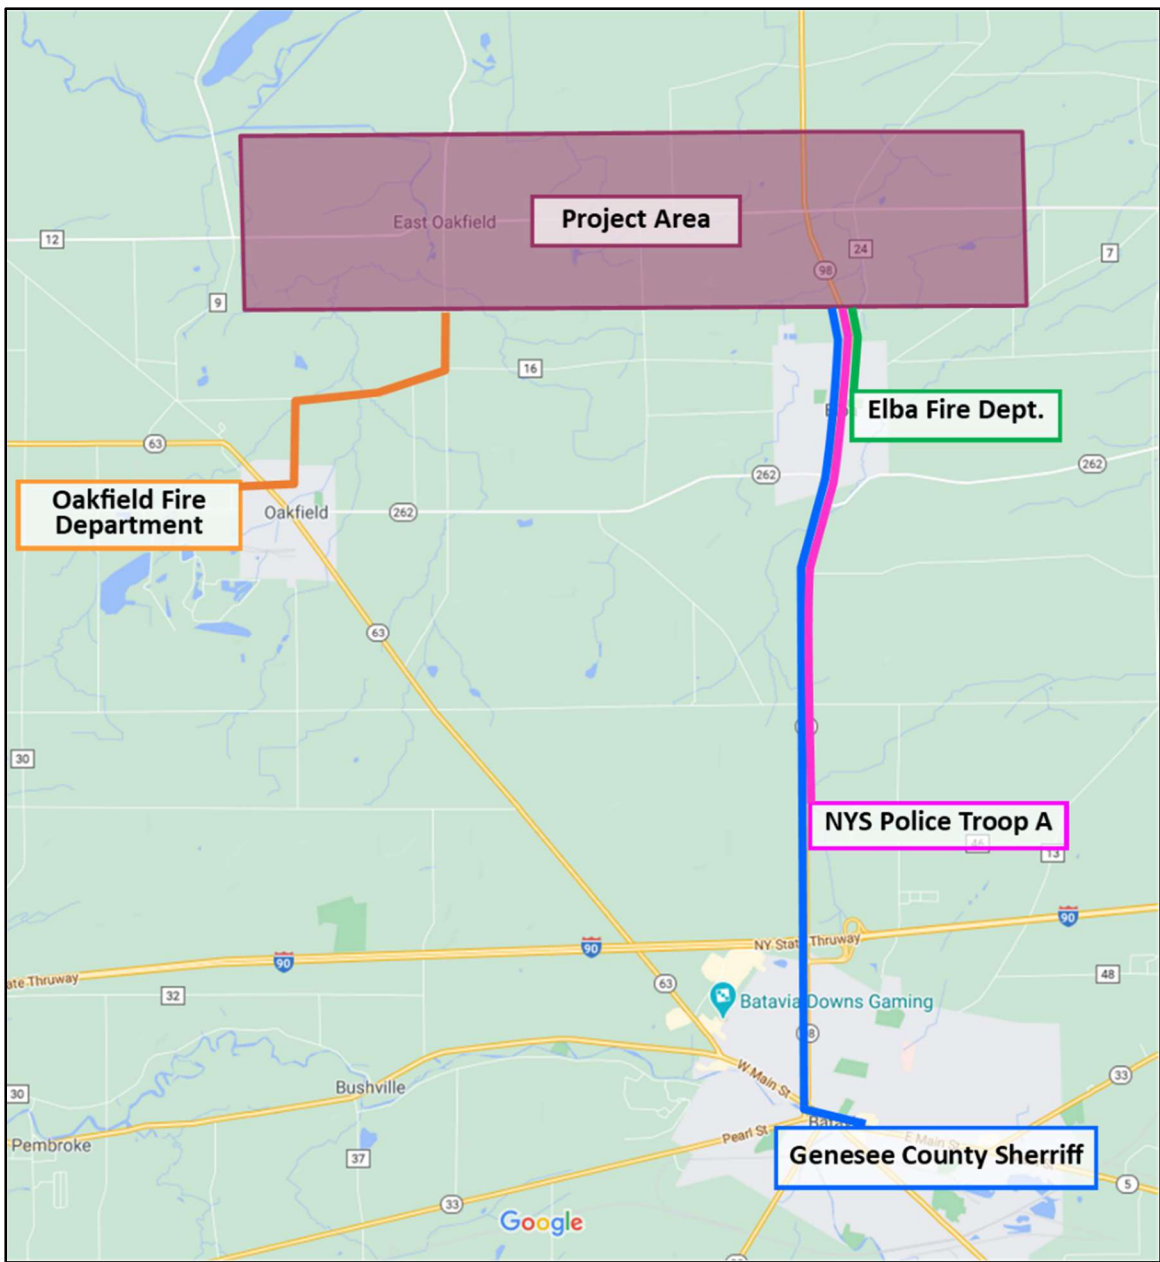 East Oakfield
Project Area
12
24
7
98
9
16
Elba Fire Dept.
63
262
262
Oakfield Fire
Department
Oakfield
262
63
30
NYS Police Troop A
46
13
90
NY State Thruway
90
90
ate Thruway
48
32
63
Batavia Downs Gaming
98
33
W Main St
Bushville
30
Pembroke
Pearl St
E Main St
37
Genesee County Sherriff
5
33
Google